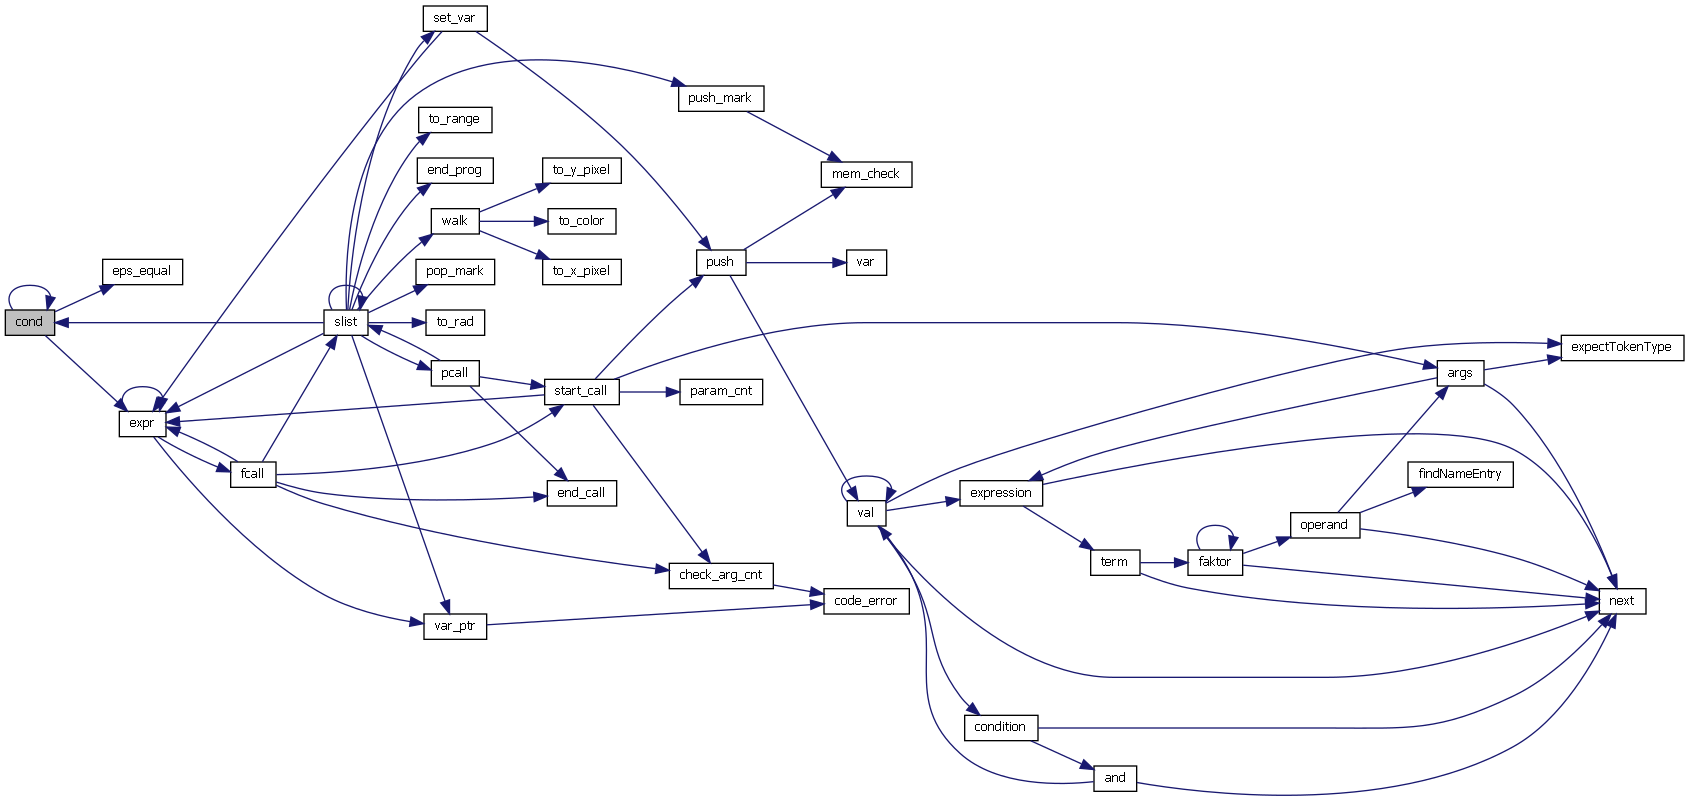 set_var
push_mark
to_range
end_prog
to_y_pixel
mem_check
walk
to_color
eps_equal
pop_mark
to_x_pixel
push
var
cond
slist
to_rad
expectTokenType
pcall
args
start_call
param_cnt
expr
fcall
findNameEntry
end_call
expression
val
operand
term
faktor
check_arg_cnt
code_error
next
var_ptr
condition
and